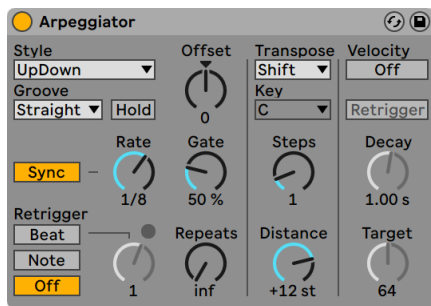 Arpeggiator
Style Offset Transpose Velocity
UpDown Shift Off
Groove Key
Straight Hold 0 C Retrigger
Rate Gate Steps Decay
Sync 1/8 50 % 1 1.00 s
Retrigger
Beat Repeats Distance Target
Note
Off 1 inf +12 st 64